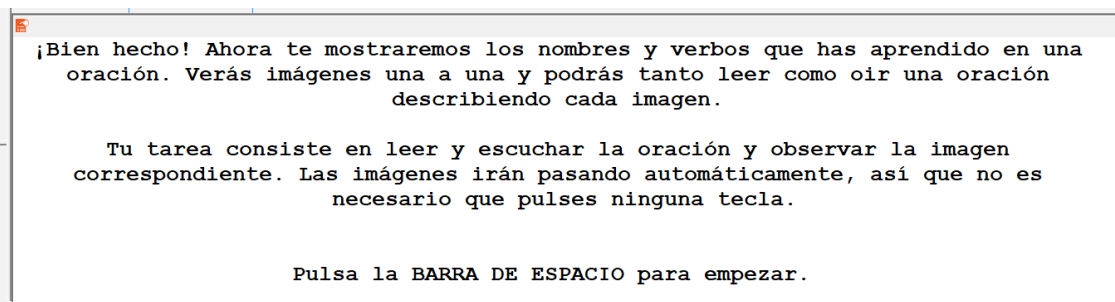 ¡Bien hecho! Ahora te mostraremos los nombres y verbos que has aprendido en una
oración. Verás imágenes una a una y podrás tanto leer como oir una oración
describiendo cada imagen.
Tu tarea consiste en leer y escuchar la oración y observar la imagen
correspondiente. Las imágenes irán pasando automáticamente, así que no es
necesario que pulses ninguna tecla.
Pulsa la BARRA DE ESPACIO para empezar.